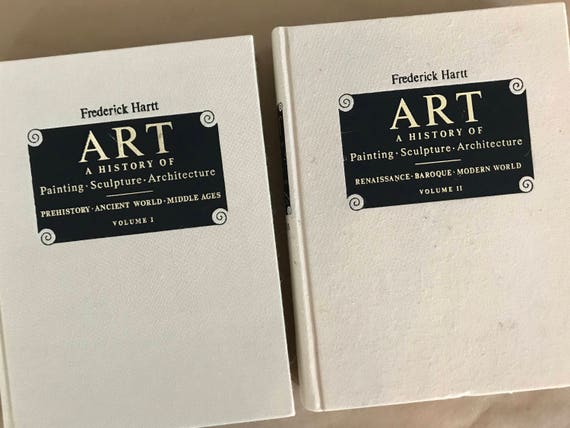 Frederick Hartt
ART
A HISTORY OF
Painting · Sculpture · Architecture
PREHISTORY · ANCIENT WORLD · MIDDLE AGES
VOLUME I
Frederick Hartt
ART
A HISTORY OF
Painting · Sculpture · Architecture
RENAISSANCE · BAROQUE · MODERN WORLD
VOLUME II